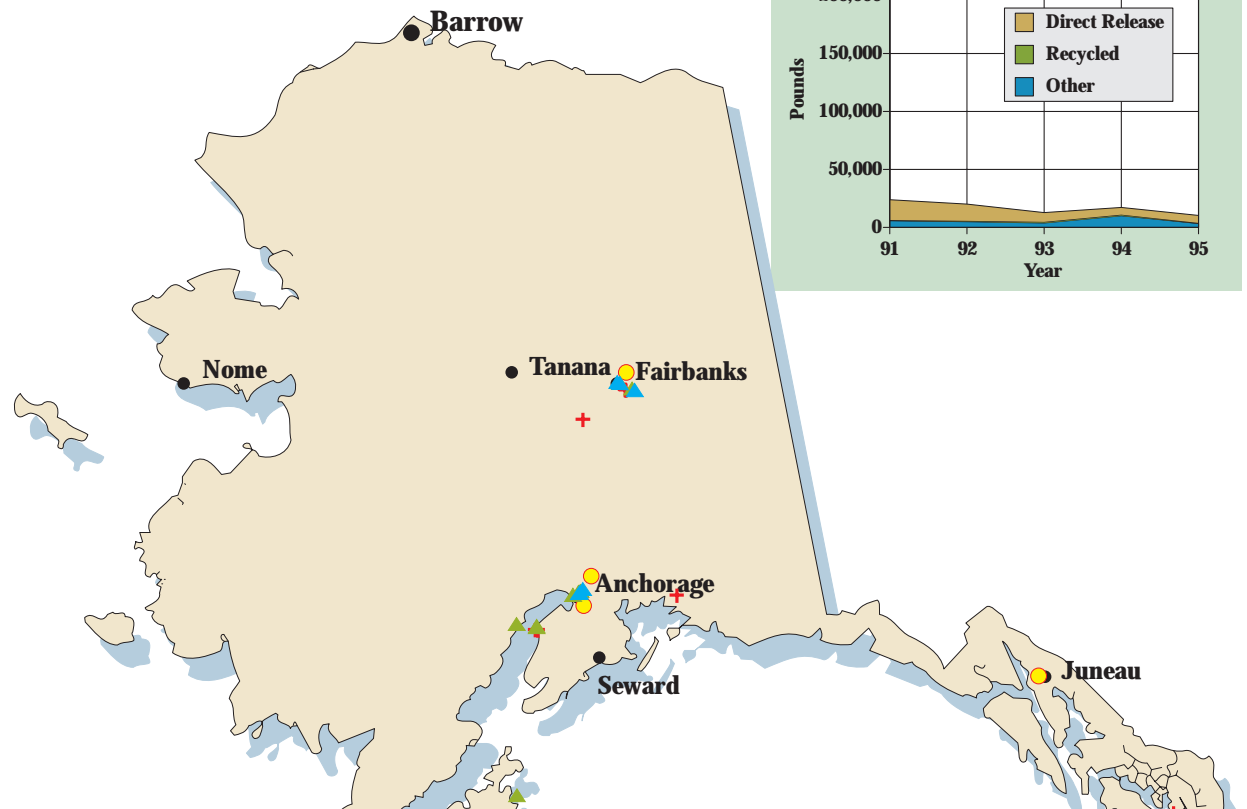 Barrow
Direct Release
Recycled
Other
Pounds
150,000
100,000
50,000
0
91 92 93 94 95
Year
Nome
Tanana
Fairbanks
Anchorage
Seward
Juneau